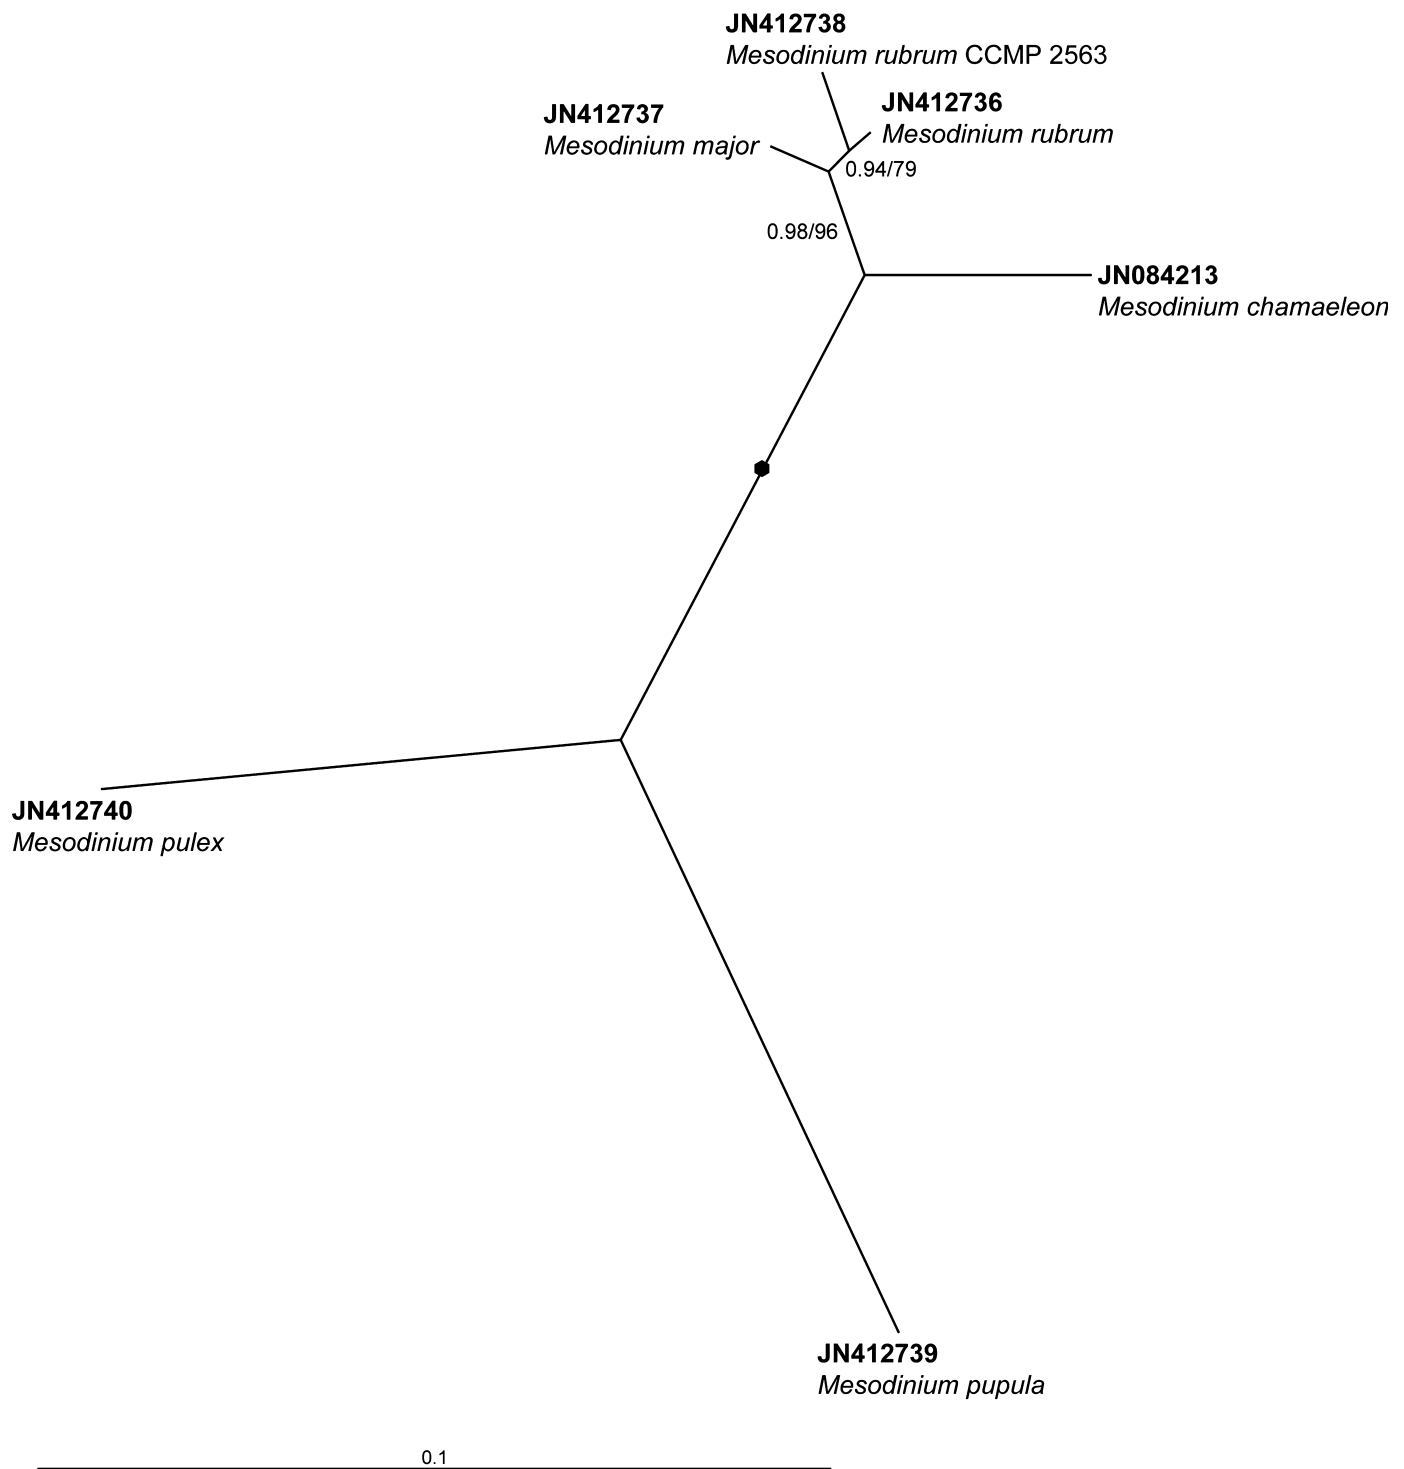 JN412738
Mesodinium rubrum CCMP 2563
JN412736
Mesodinium rubrum
JN412737
Mesodinium major
0.94/79
0.98/96
JN084213
Mesodinium chamaeleon
JN412740
Mesodinium pulex
JN412739
Mesodinium pupula
0.1